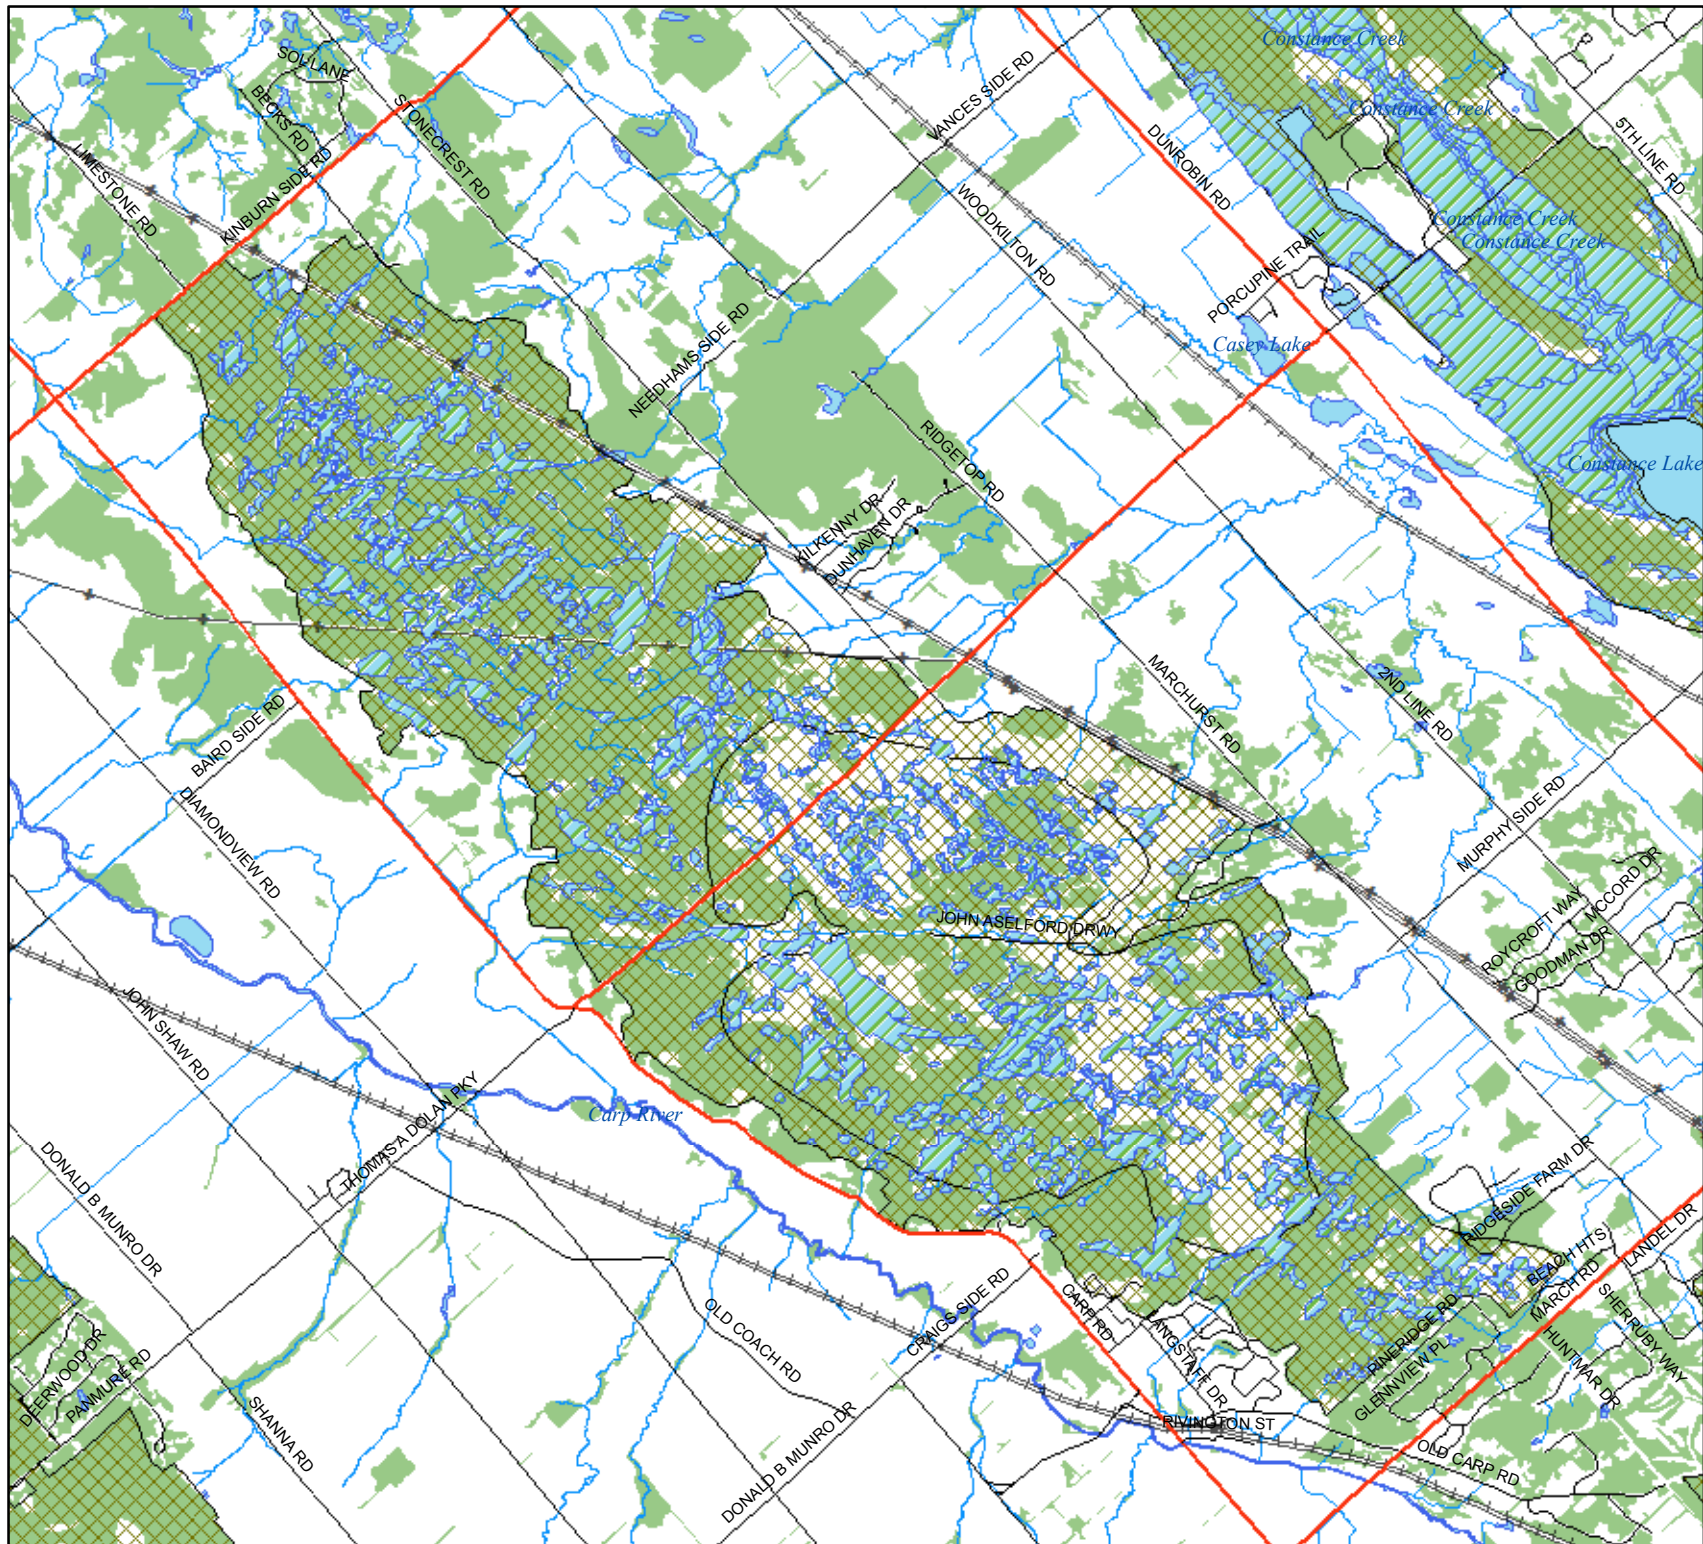 Constance Creek
SOL LANE
BECKS RD
STONECREST RD
VANCES SIDE RD
Constance Creek
DUNROBIN RD
5TH LINE RD
LIMESTONE RD
KINBURN SIDE RD
WOODKILTON RD
Constance Creek
Constance Creek
PORCUPINE TRAIL
NEEDHAMS SIDE RD
Casey Lake
RIDGETOP RD
Constance Lake
KILKENNY DR
DUNHAVEN DR
MARCHURST RD
2ND LINE RD
BAIRD SIDE RD
DIAMONDVIEW RD
MURPHY SIDE RD
MCCORD DR
ROYCROFT WAY
GOODMAN DR
JOHN ASELFORD DRWY
JOHN SHAW RD
Carp River
THOMAS A DOLAN PKY
DONALD B MUNRO DR
RIDGESIDE FARM DR
LANDEL DR
BEACH HTS
MARCH RD
SHERRUBY WAY
CRAIGS SIDE RD
CARP RD
LANGSTAFF DR
PINERIDGE RD
GLENNVIEW PL
HUNTMAR DR
OLD COACH RD
DEERWOOD DR
PANMURE RD
SHANNA RD
DONALD B MUNRO DR
RIVINGTON ST
OLD CARP RD